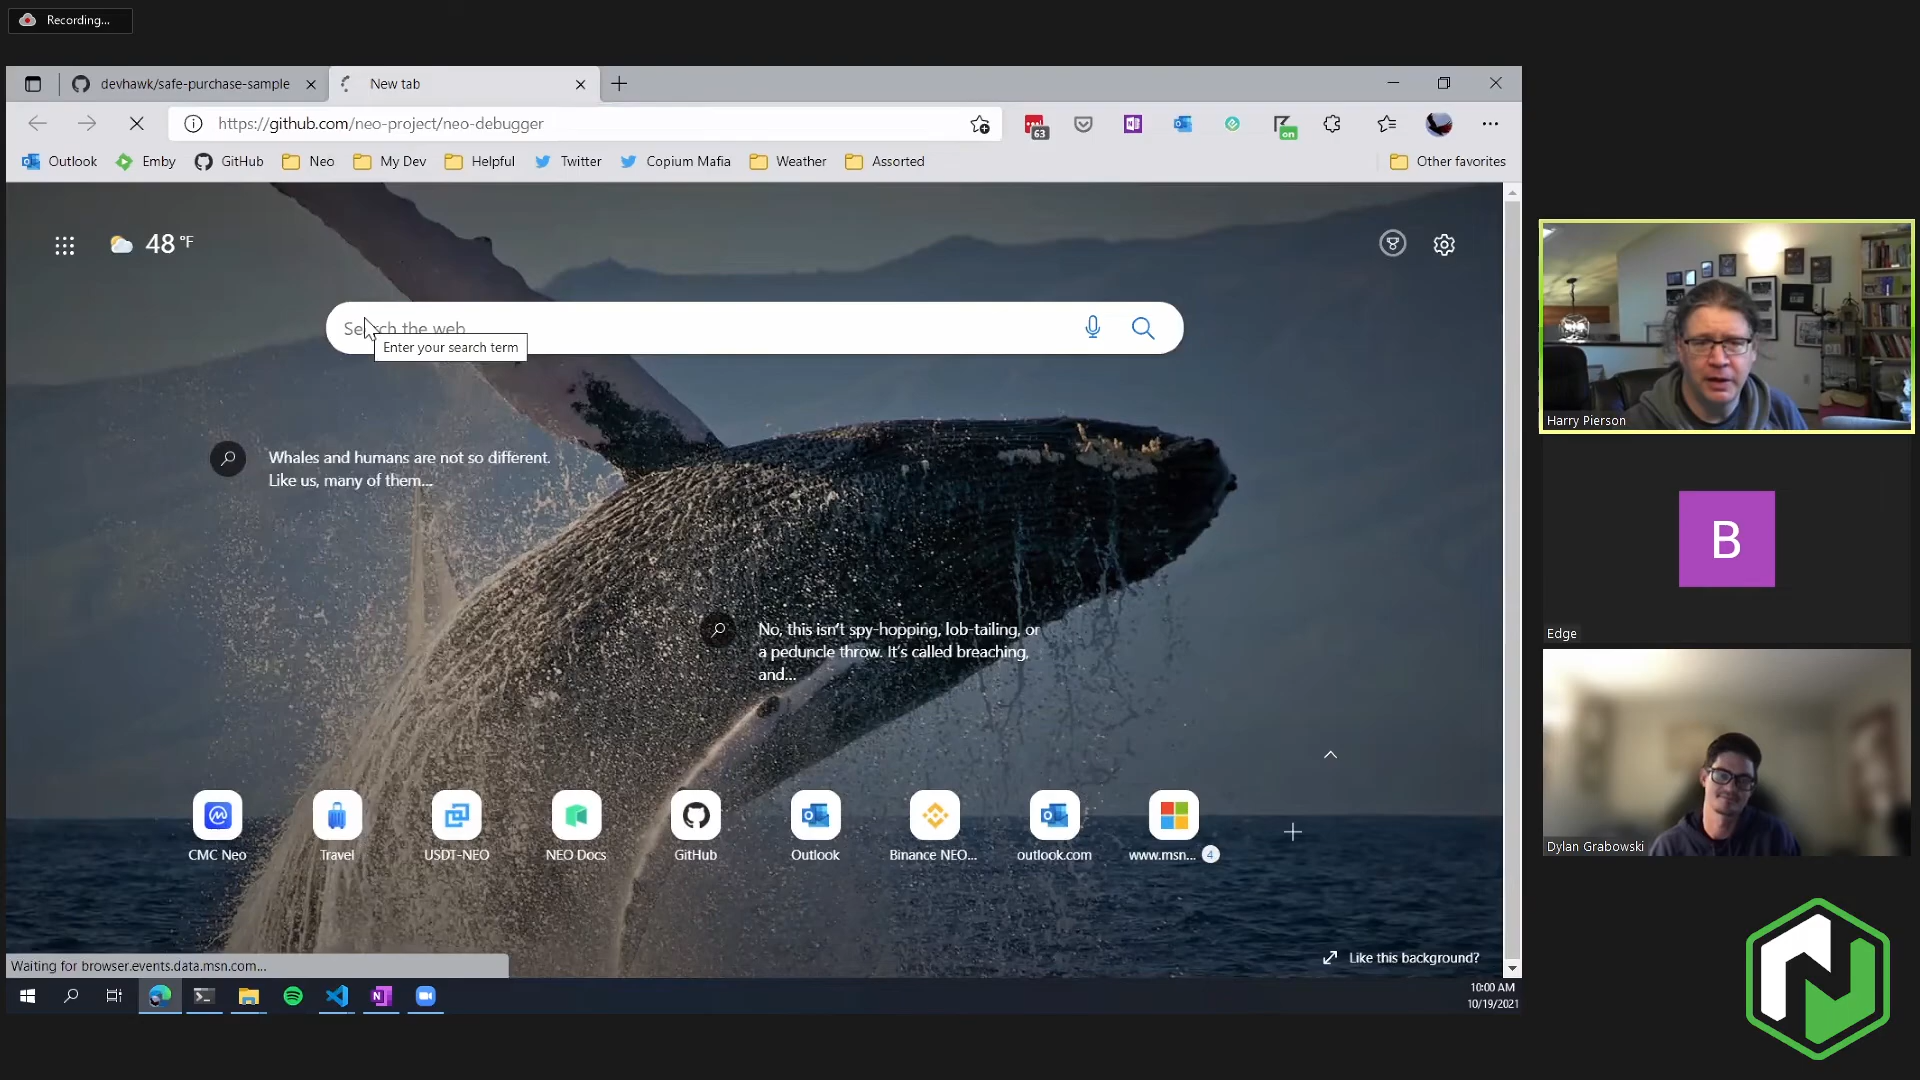 Recording...
devhawk/safe-purchase-sample
New tab
https://github.com/neo-project/neo-debugger
63
on
Outlook
Emby
GitHub
Neo
My Dev
Helpful
Twitter
Copium Mafia
Weather
Assorted
Other favorites
48 °F
Search the web
Enter your search term
Whales and humans are not so different.
Like us, many of them...
No, this isn't spy-hopping, lob-tailing, or
a peduncle throw. It's called breaching,
and...
CMC Neo
Travel
USDT-NEO
NEO Docs
GitHub
Outlook
Binance NEO...
outlook.com
www.msn...
4
Like this background?
Waiting for browser.events.data.msn.com...
10:00 AM
10/19/2021
Harry Pierson
B
Edge
Dylan Grabowski